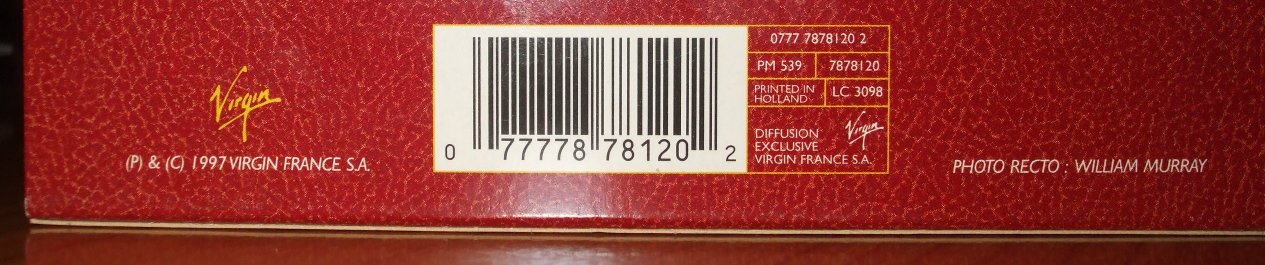 Virgin
(P) & (C) 1997 VIRGIN FRANCE S.A.
0 77778 78120 2
0777 7878120 2
PM 539 7878120
PRINTED IN
HOLLAND
LC 3098
DIFFUSION
EXCLUSIVE
VIRGIN FRANCE S.A.
Virgin
PHOTO RECTO : WILLIAM MURRAY